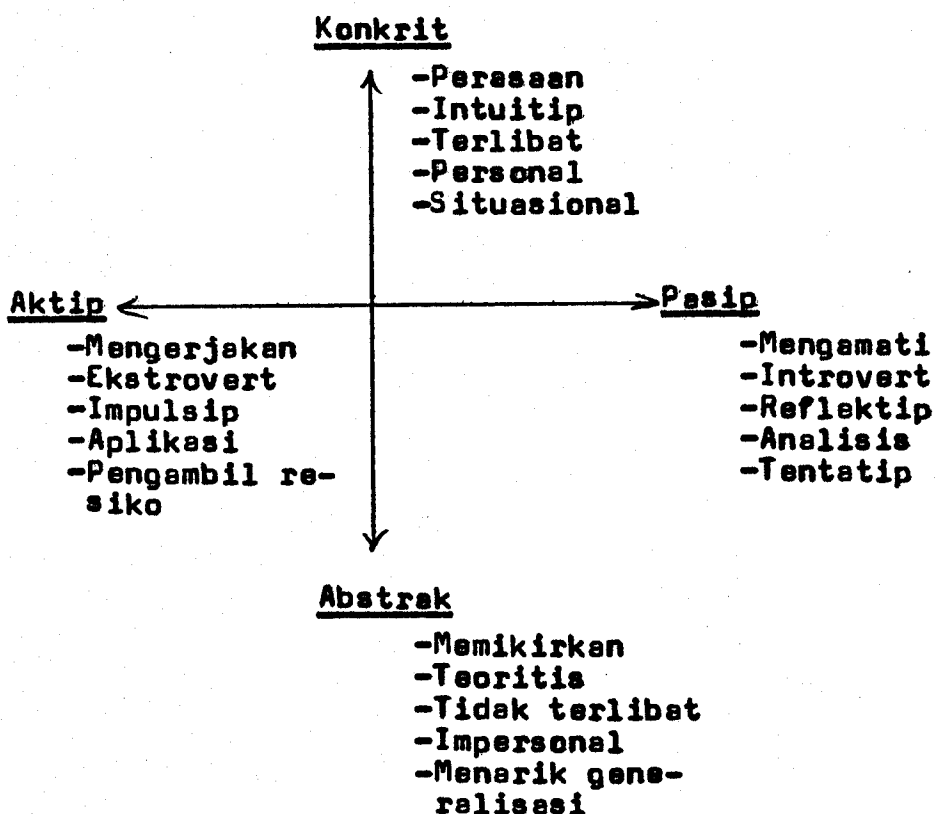 Konkrit
-Perasaan
-Intuitip
-Terlibat
-Personal
-Situasional
Aktip
-Mengerjakan
-Ekstrovert
-Impulsip
-Aplikasi
-Pengambil re-
siko
Pasip
-Mengamati
-Introvert
-Reflektip
-Analisis
-Tentatip
Abstrak
-Memikirkan
-Teoritis
-Tidak terlibat
-Impersonal
-Menarik gene-
ralisasi